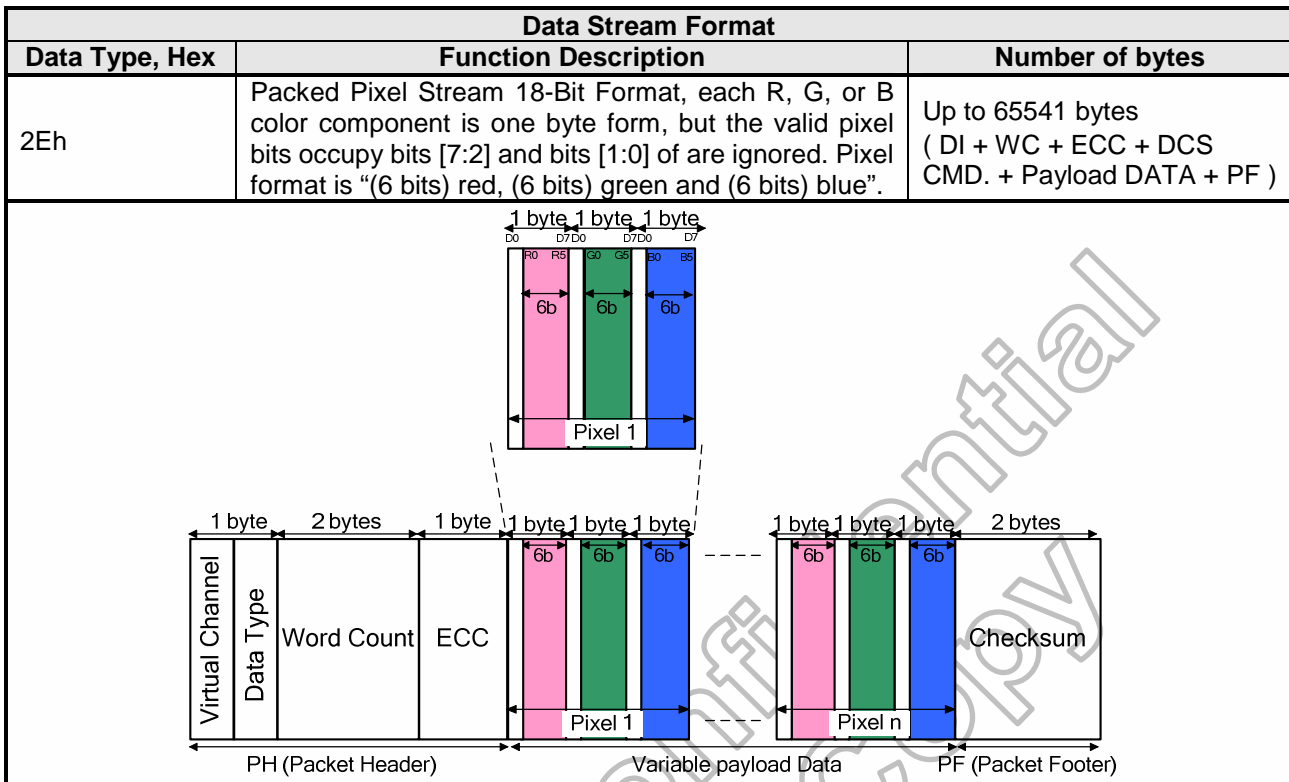 Data Stream Format
Data Type, Hex Function Description Number of bytes
2Eh
Packed Pixel Stream 18-Bit Format, each R, G, or B
color component is one byte form, but the valid pixel
bits occupy bits [7:2] and bits [1:0] of are ignored. Pixel
format is “(6 bits) red, (6 bits) green and (6 bits) blue”.
Up to 65541 bytes
( DI + WC + ECC + DCS
CMD. + Payload DATA + PF )
1 byte 1 byte 1 byte
D0 D7 D0 D7 D0 D7
R0 R5 G0 G5 B0 B5
6b 6b 6b
Pixel 1
1 byte 2 bytes 1 byte 1 byte 1 byte 1 byte 1 byte 1 byte 1 byte 2 bytes
6b 6b 6b 6b 6b 6b
Virtual Channel
Data Type
Word Count ECC Checksum
Pixel 1 Pixel n
PH (Packet Header) Variable payload Data PF (Packet Footer)